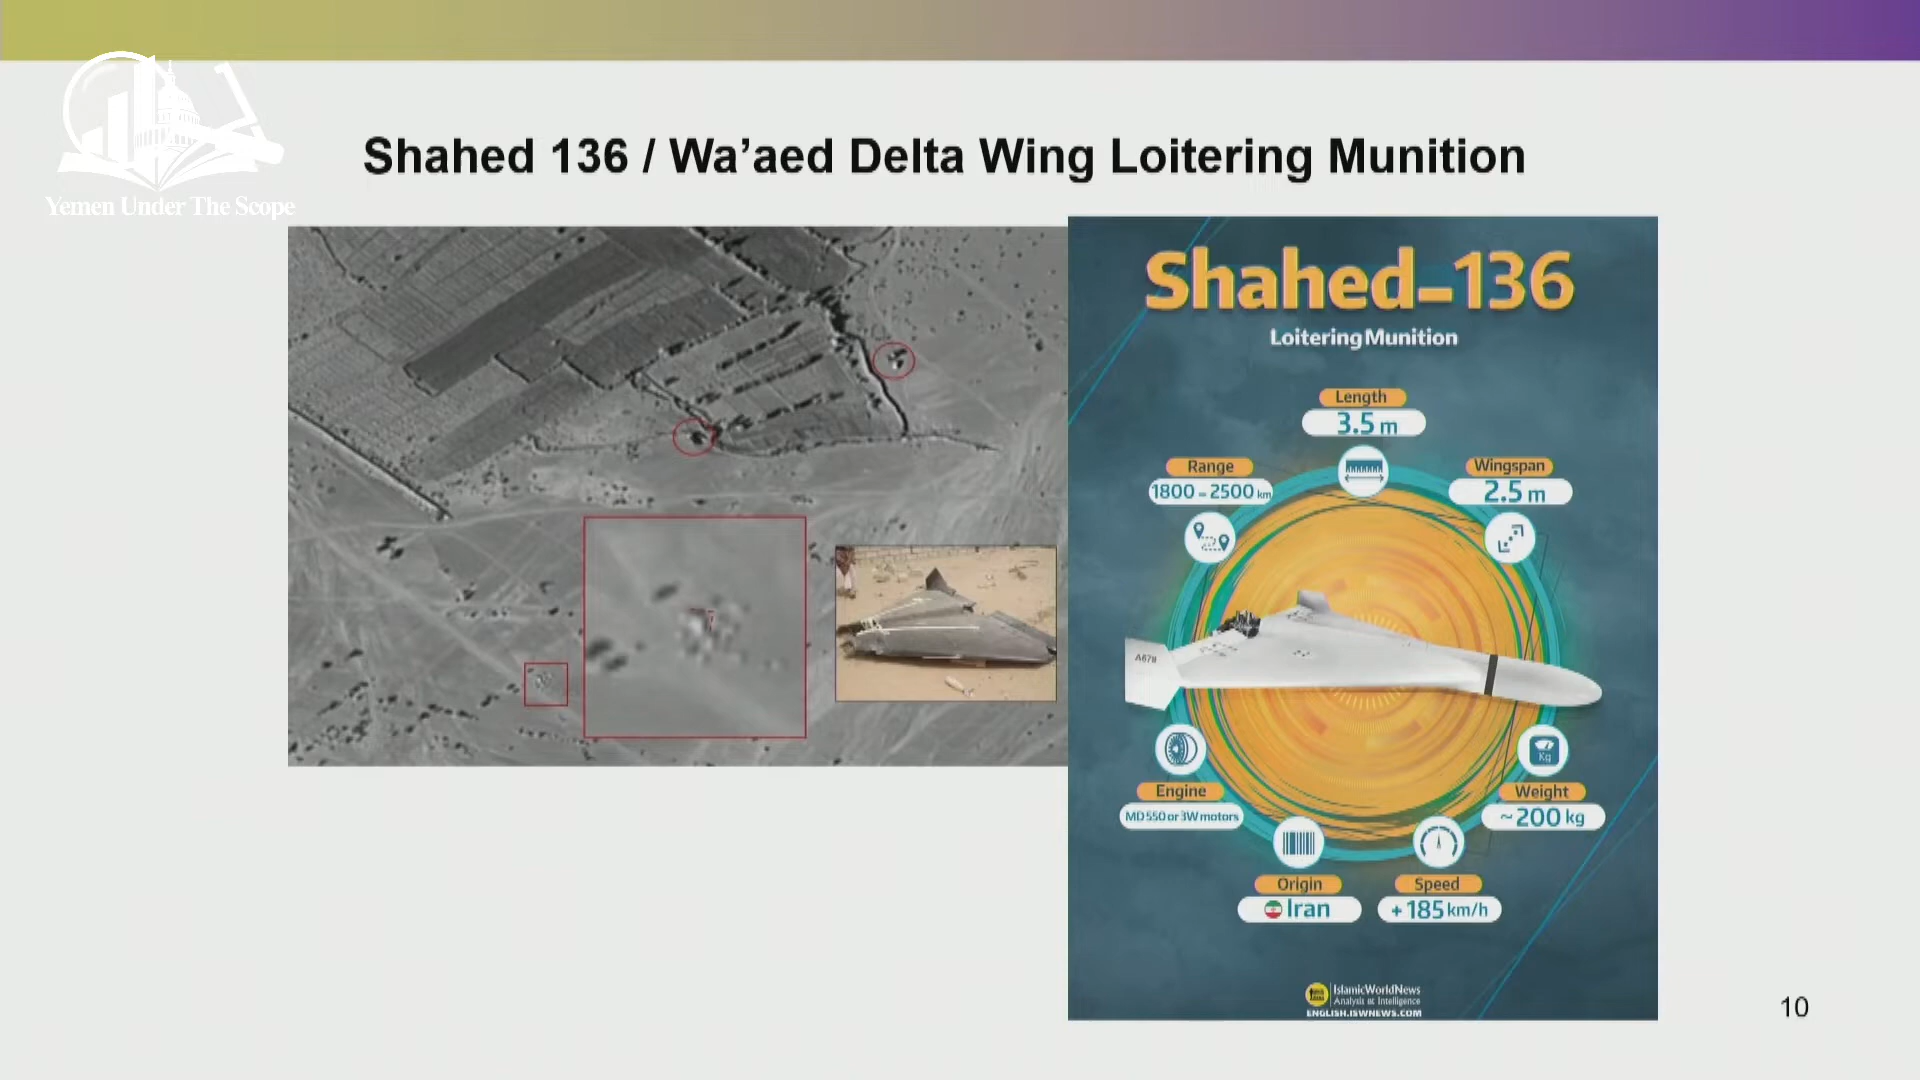 Yemen Under The Scope
Shahed 136 / Wa’aed Delta Wing Loitering Munition
Shahed-136
Loitering Munition
Length
3.5 m
Range
1800 - 2500 km
Wingspan
2.5 m
A678
Kg
Engine
MD 550 or 3W motors
Weight
~ 200 kg
Origin
Iran
Speed
+ 185 km/h
IslamicWorldNews
Analysis & Intelligence
ENGLISH.ISWNEWS.COM
10